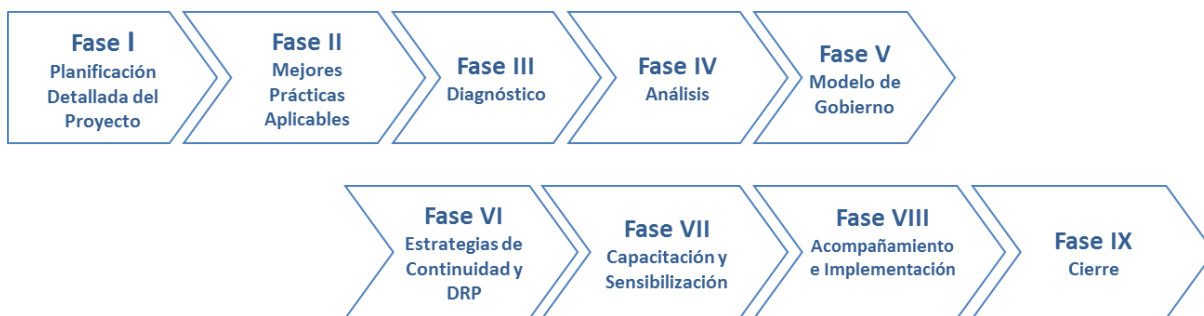 Fase I
Planificación
Detallada del
Proyecto
Fase II
Mejores
Prácticas
Aplicables
Fase III
Diagnóstico
Fase IV
Análisis
Fase V
Modelo de
Gobierno
Fase VI
Estrategias de
Continuidad y
DRP
Fase VII
Capacitación y
Sensibilización
Fase VIII
Acompañamiento
e Implementación
Fase IX
Cierre